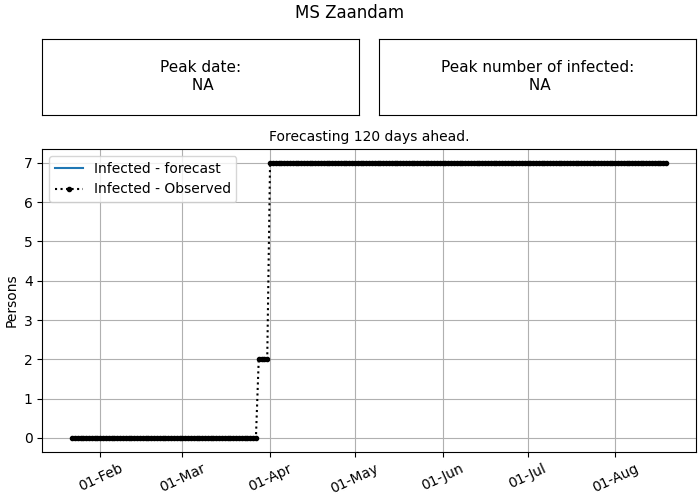 MS Zaandam
Peak date:
NA
Peak number of infected:
NA
Forecasting 120 days ahead.
Infected - forecast
Infected - Observed
Persons
7
6
5
4
3
2
1
0
01-Feb
01-Mar
01-Apr
01-May
01-Jun
01-Jul
01-Aug